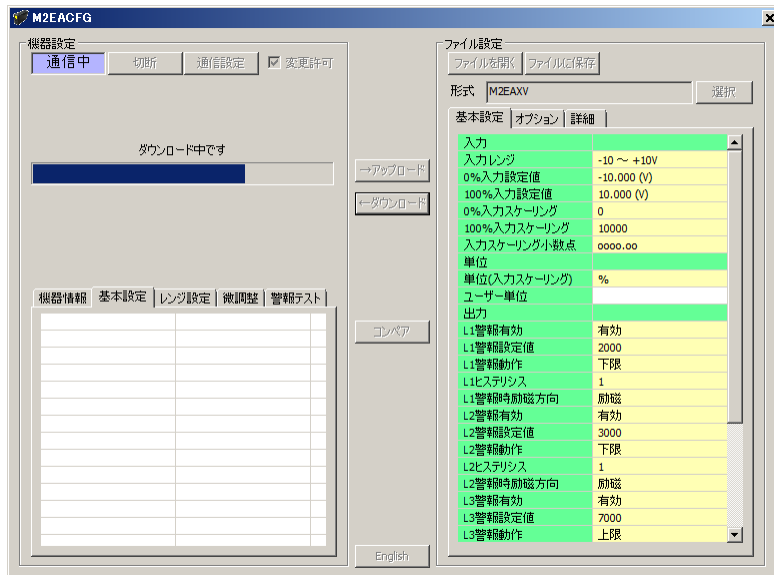 M2EACFG
機器設定
通信中 切断 通信設定 変更許可
ダウンロード中です
機器情報 基本設定 レンジ設定 微調整 警報テスト
→アップロード
←ダウンロード
コンペア
English
ファイル設定
ファイルを開く ファイルに保存
形式 M2EAXV 選択
基本設定 オプション 詳細
入力
入力レンジ -10 ～ +10V
0%入力設定値 -10.000 (V)
100%入力設定値 10.000 (V)
0%入力スケーリング 0
100%入力スケーリング 10000
入力スケーリング小数点 oooo.oo
単位
単位(入力スケーリング) %
ユーザー単位
出力
L1警報有効 有効
L1警報設定値 2000
L1警報動作 下限
L1ヒステリシス 1
L1警報時励磁方向 励磁
L2警報有効 有効
L2警報設定値 3000
L2警報動作 下限
L2ヒステリシス 1
L2警報時励磁方向 励磁
L3警報有効 有効
L3警報設定値 7000
L3警報動作 上限